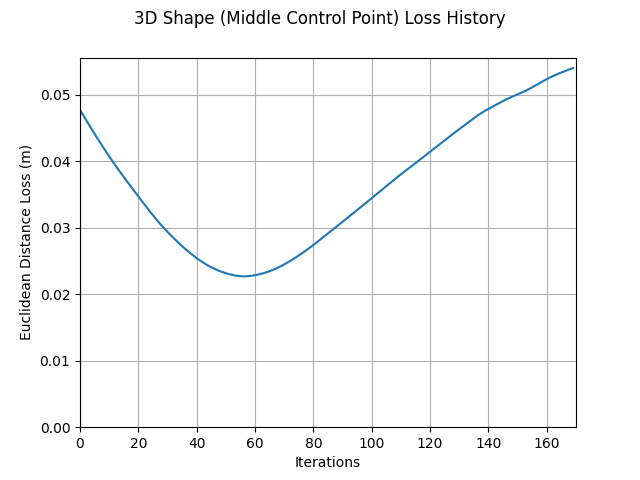 3D Shape (Middle Control Point) Loss History
0.05
0.04
0.03
0.02
0.01
0.00
Euclidean Distance Loss (m)
0 20 40 60 80 100 120 140 160
Iterations